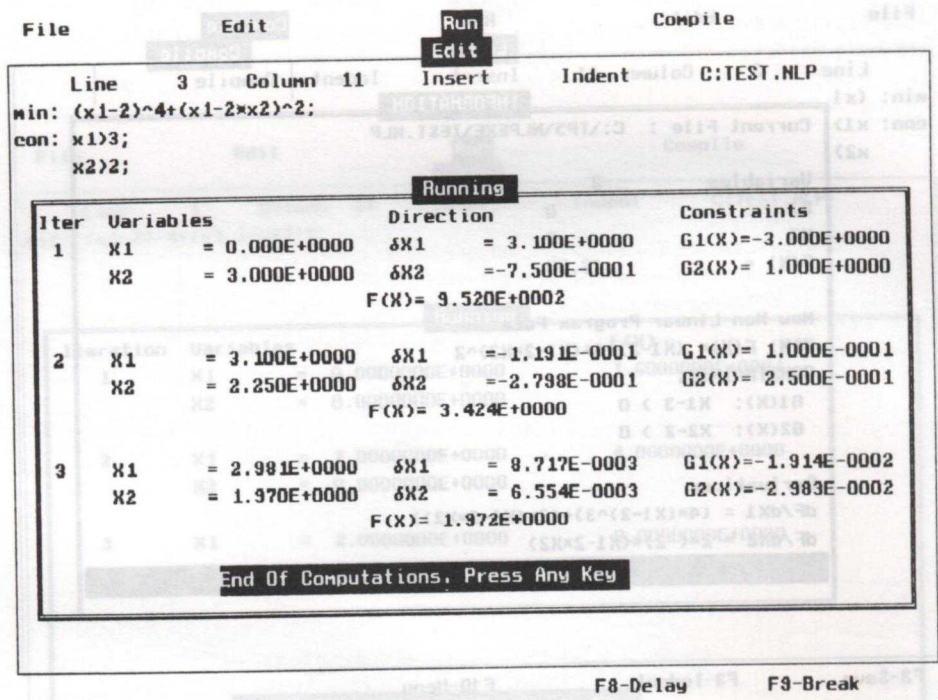 File Edit Run Compile
Edit
Line 3 Column 11 Insert Indent C:TEST.NLP
min: (x1-2)^4+(x1-2*x2)^2;
con: x1>3;
x2>2;
Running
Iter Variables Direction Constraints
1 X1 = 0.000E+0000 δX1 = 3.100E+0000 G1(X)=-3.000E+0000
X2 = 3.000E+0000 δX2 =-7.500E-0001 G2(X)= 1.000E+0000
F(X)= 9.520E+0002
2 X1 = 3.100E+0000 δX1 =-1.191E-0001 G1(X)= 1.000E-0001
X2 = 2.250E+0000 δX2 =-2.798E-0001 G2(X)= 2.500E-0001
F(X)= 3.424E+0000
3 X1 = 2.981E+0000 δX1 = 8.717E-0003 G1(X)=-1.914E-0002
X2 = 1.970E+0000 δX2 = 6.554E-0003 G2(X)=-2.983E-0002
F(X)= 1.972E+0000
End Of Computations, Press Any Key
F8-Delay F9-Break